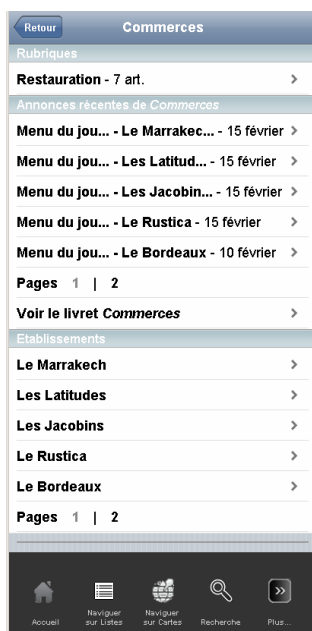 Retour Commerces
Rubriques
Restauration - 7 art.
Annonces récentes de Commerces
Menu du jou... - Le Marrakec... - 15 février
Menu du jou... - Les Latitud... - 15 février
Menu du jou... - Les Jacobin... - 15 février
Menu du jou... - Le Rustica - 15 février
Menu du jou... - Le Bordeaux - 10 février
Pages 1 | 2
Voir le livret Commerces
Etablissements
Le Marrakech
Les Latitudes
Les Jacobins
Le Rustica
Le Bordeaux
Pages 1 | 2
Accueil
Naviguer
sur Listes
Naviguer
sur Cartes
Recherche
Plus...